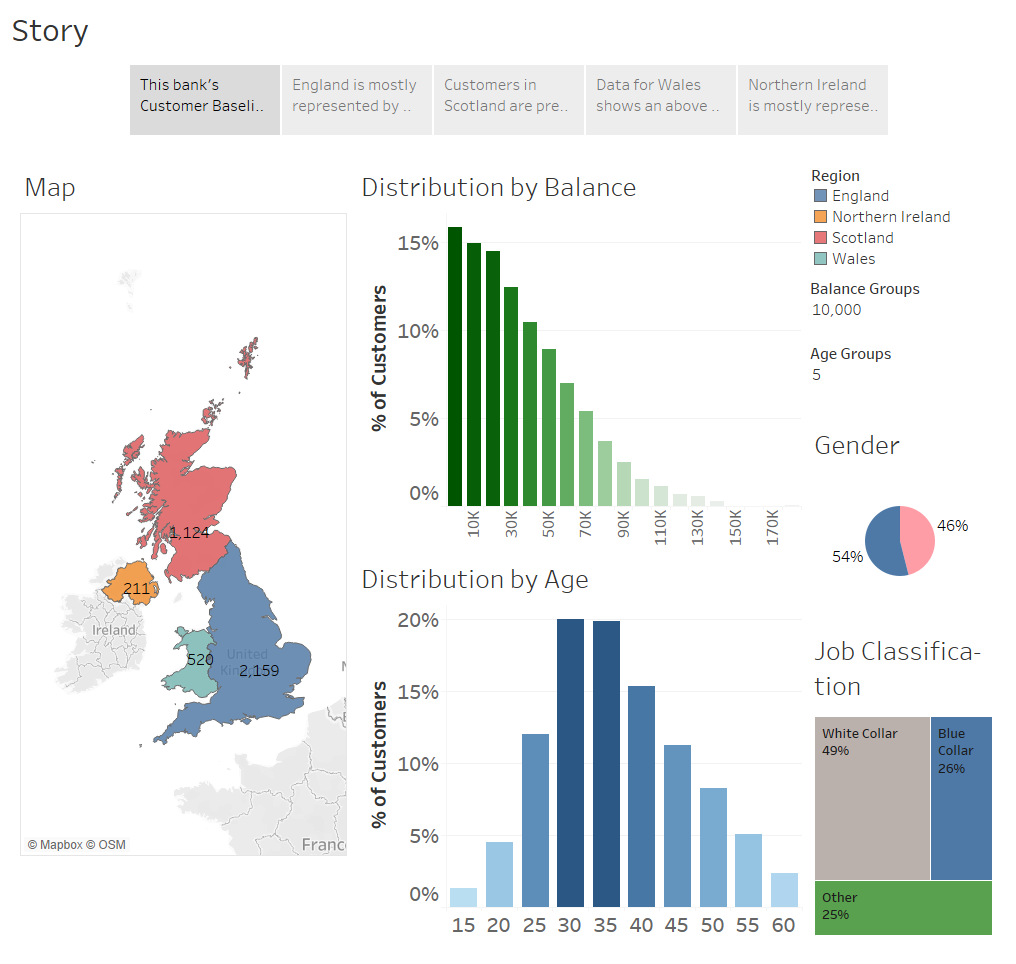 Story
This bank's
Customer Baseli..
England is mostly
represented by ..
Customers in
Scotland are pre..
Data for Wales
shows an above ..
Northern Ireland
is mostly represe..
Map
1,124
211
Ireland
520
United
2,159
Franc
© Mapbox © OSM
Distribution by Balance
% of Customers
15%
10%
5%
0%
10K
30K
50K
70K
90K
110K
130K
150K
170K
Distribution by Age
% of Customers
20%
15%
10%
5%
0%
15 20 25 30 35 40 45 50 55 60
Region
England
Northern Ireland
Scotland
Wales
Balance Groups
10,000
Age Groups
5
Gender
46%
54%
Job Classifica-
tion
White Collar
49%
Blue
Collar
26%
Other
25%